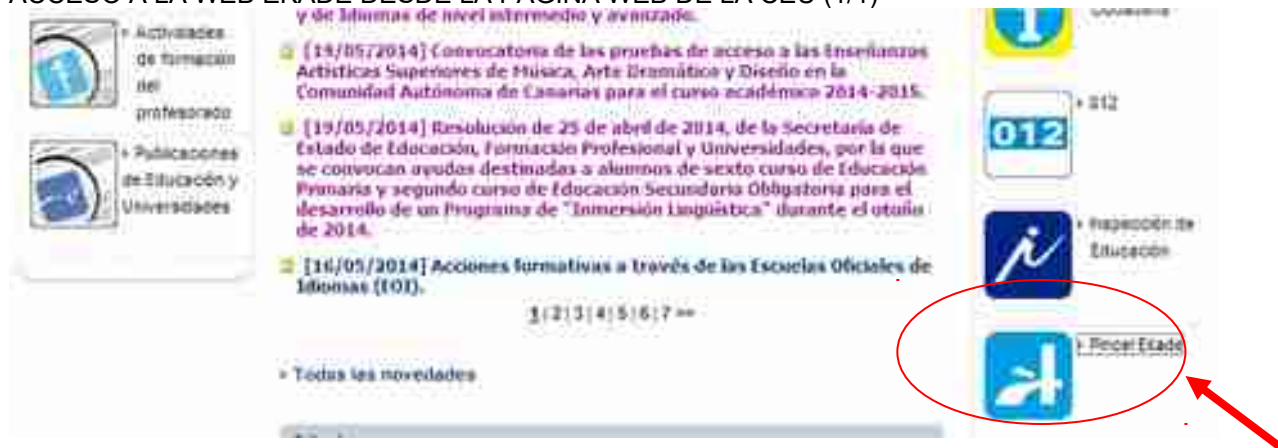 ACCESO A LA WEB EKADE DESDE LA PÁGINA WEB DE LA CEU (1/1)
y de Idiomas de nivel intermedio y avanzado.
› Actividades
de formación
del
profesorado
[19/05/2014] Convocatoria de las pruebas de acceso a las Enseñanzas
Artísticas Superiores de Música, Arte Dramático y Diseño en la
Comunidad Autónoma de Canarias para el curso académico 2014-2015.
› Publicaciones
de Educación y
Universidades
[19/05/2014] Resolución de 25 de abril de 2014, de la Secretaría de
Estado de Educación, Formación Profesional y Universidades, por la que
se convocan ayudas destinadas a alumnos de sexto curso de Educación
Primaria y segundo curso de Educación Secundaria Obligatoria para el
desarrollo de un Programa de "Inmersión Lingüística" durante el otoño
de 2014.
[16/05/2014] Acciones formativas a través de las Escuelas Oficiales de
Idiomas (EOI).
1|2|3|4|5|6|7 »»
» Todas las novedades
012
› 012
i
› Inspección de
Educación
› Pincel Ekade